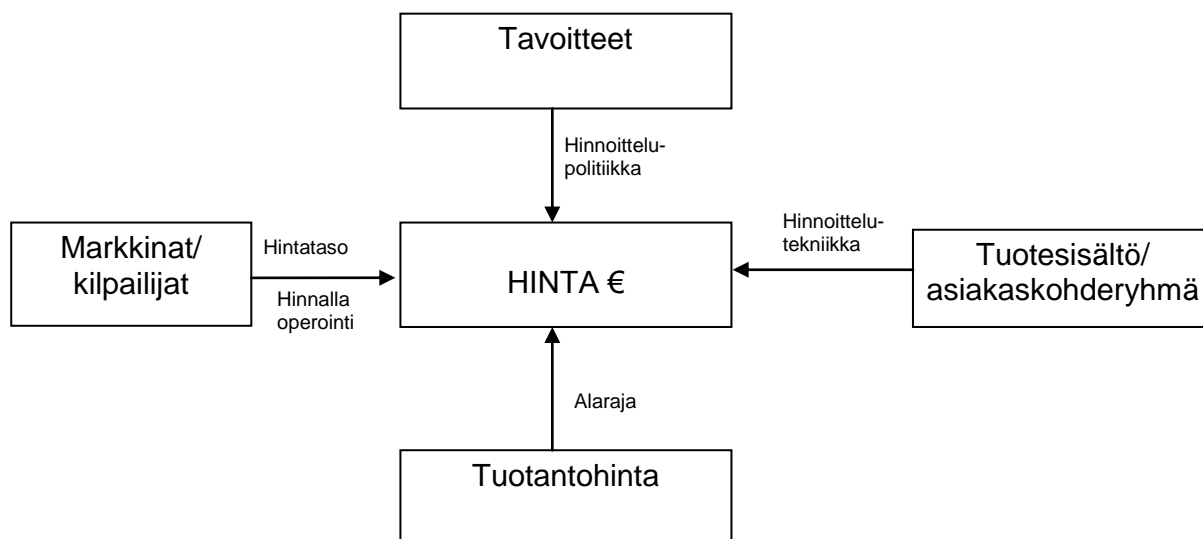 Tavoitteet
Hinnoittelu-
politiikka
Markkinat/
kilpailijat
Hintataso
Hinnalla
operointi
HINTA €
Hinnoittelu-
tekniikka
Tuotesisältö/
asiakaskohderyhmä
Alaraja
Tuotantohinta